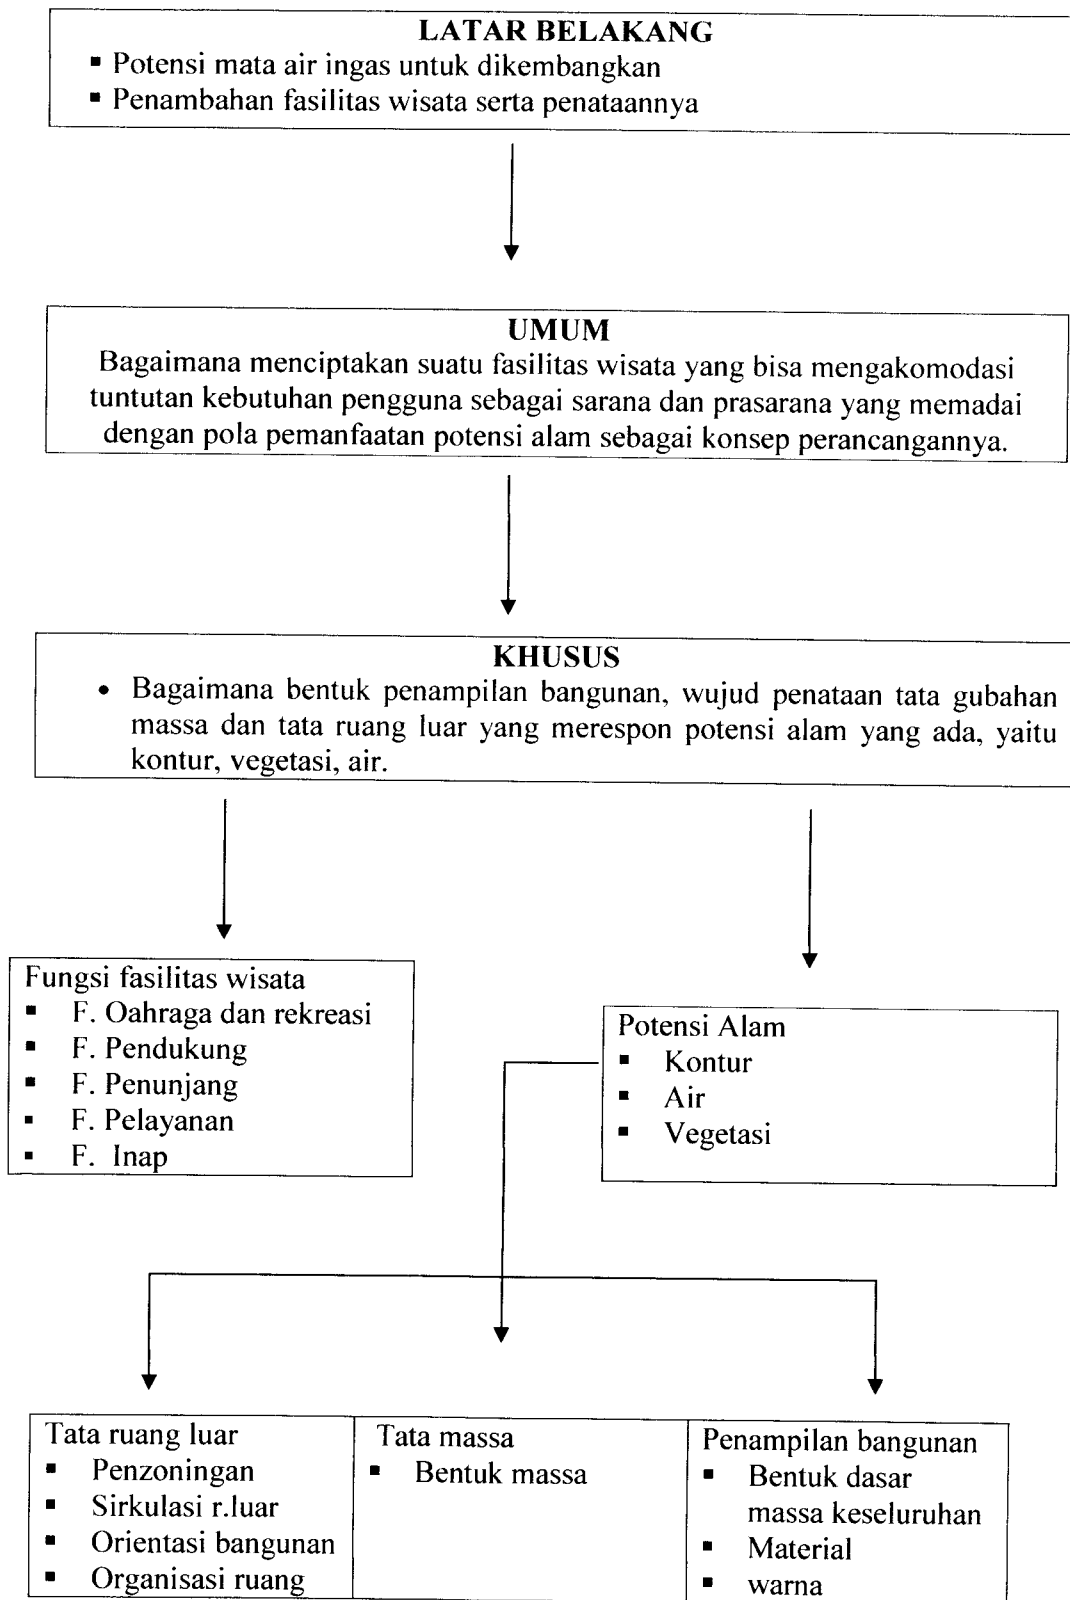 LATAR BELAKANG
▪ Potensi mata air ingas untuk dikembangkan
▪ Penambahan fasilitas wisata serta penataannya
UMUM
Bagaimana menciptakan suatu fasilitas wisata yang bisa mengakomodasi
tuntutan kebutuhan pengguna sebagai sarana dan prasarana yang memadai
dengan pola pemanfaatan potensi alam sebagai konsep perancangannya.
KHUSUS
• Bagaimana bentuk penampilan bangunan, wujud penataan tata gubahan
massa dan tata ruang luar yang merespon potensi alam yang ada, yaitu
kontur, vegetasi, air.
Fungsi fasilitas wisata
▪ F. Oahraga dan rekreasi
▪ F. Pendukung
▪ F. Penunjang
▪ F. Pelayanan
▪ F. Inap
Potensi Alam
▪ Kontur
▪ Air
▪ Vegetasi
Tata ruang luar
▪ Penzoningan
▪ Sirkulasi r.luar
▪ Orientasi bangunan
▪ Organisasi ruang
Tata massa
▪ Bentuk massa
Penampilan bangunan
▪ Bentuk dasar
massa keseluruhan
▪ Material
▪ warna